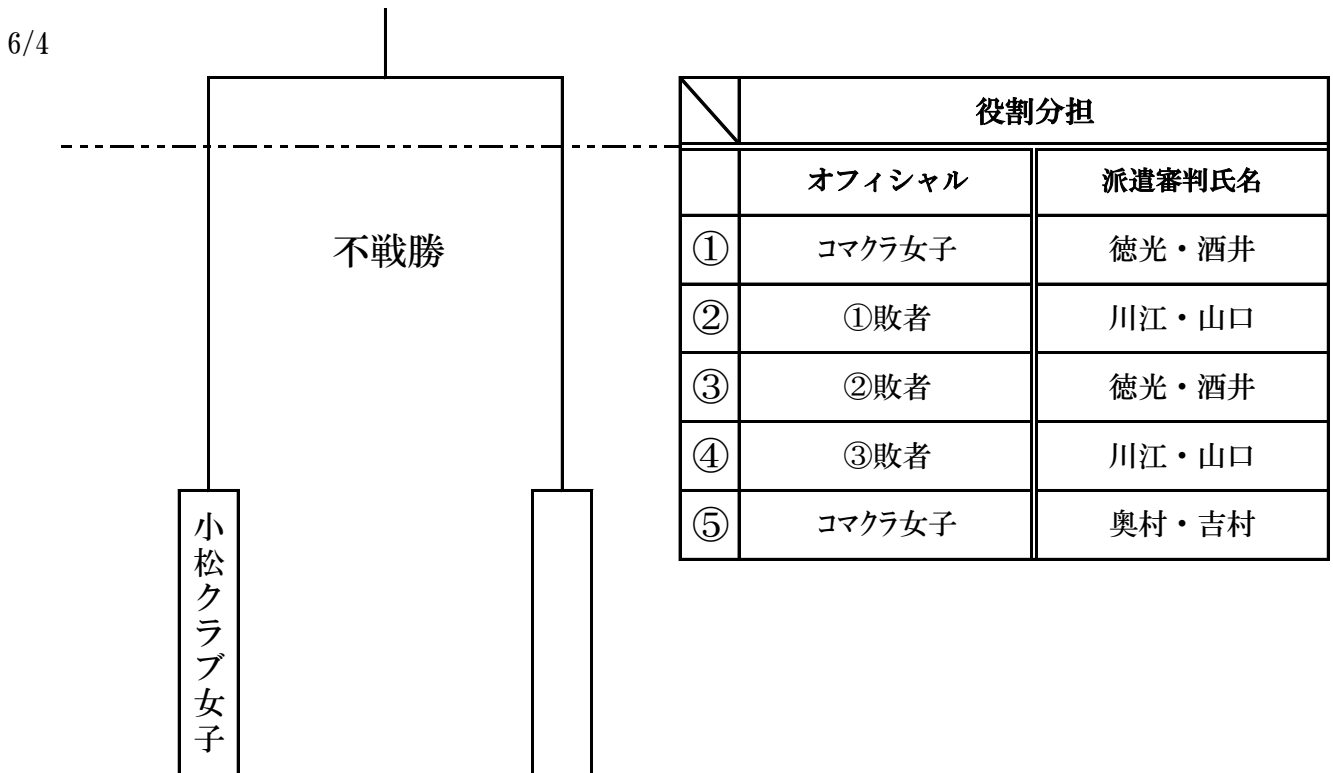 6/4
不戦勝
小松クラブ女子
役割分担
オフィシャル 派遣審判氏名
① コマクラ女子 徳光・酒井
② ①敗者 川江・山口
③ ②敗者 徳光・酒井
④ ③敗者 川江・山口
⑤ コマクラ女子 奥村・吉村